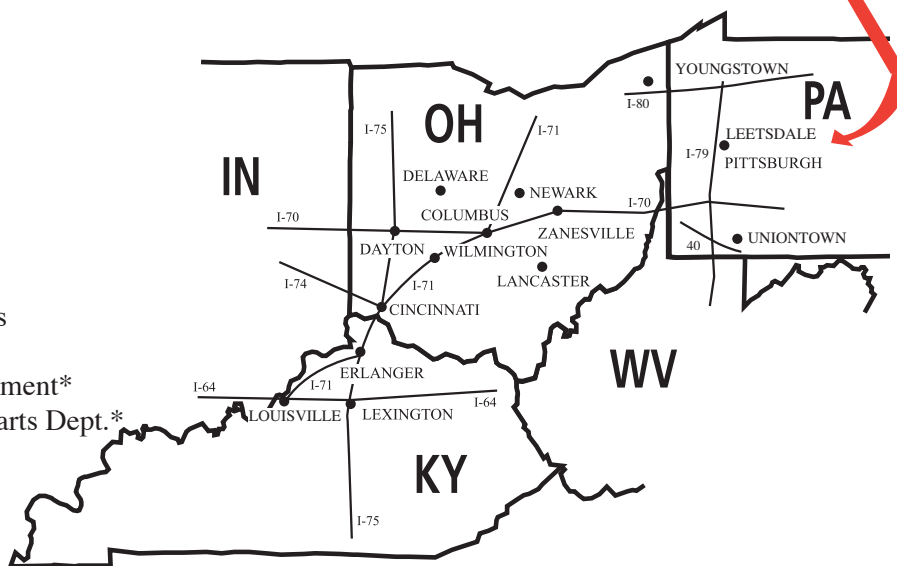 YOUNGSTOWN
I-80
PA
OH
I-75
I-71
LEETSDALE
I-79
PITTSBURGH
IN
DELAWARE
NEWARK
I-70
COLUMBUS
I-70
ZANESVILLE
DAYTON
WILMINGTON
40
UNIONTOWN
LANCASTER
I-74
I-71
CINCINNATI
s
WV
ERLANGER
ment*
I-71
I-64
I-64
LOUISVILLE
LEXINGTON
arts Dept.*
KY
I-75